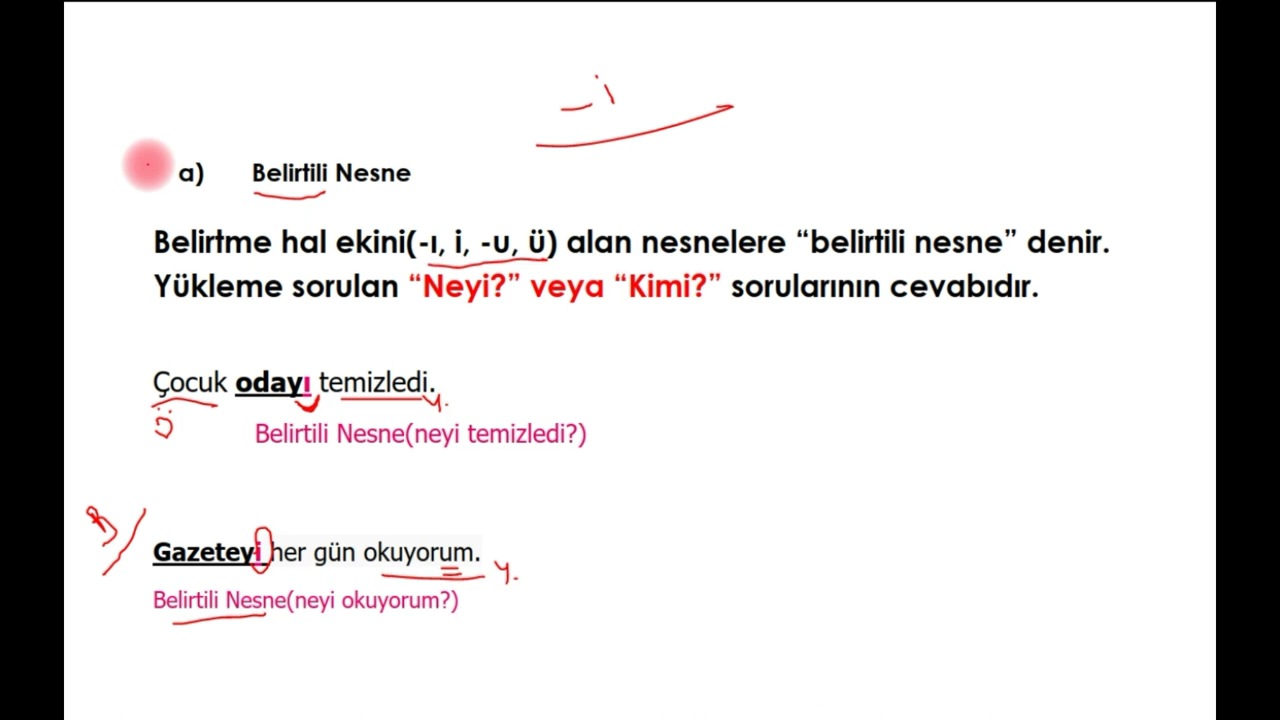 -i
a) Belirtili Nesne
Belirtme hal ekini(-ı, i, -u, ü) alan nesnelere “belirtili nesne” denir.
Yükleme sorulan “Neyi?” veya “Kimi?” sorularının cevabıdır.
Çocuk odayı temizledi.
Ö y.
Belirtili Nesne(neyi temizledi?)
Gazeteyi her gün okuyorum.
y.
Belirtili Nesne(neyi okuyorum?)